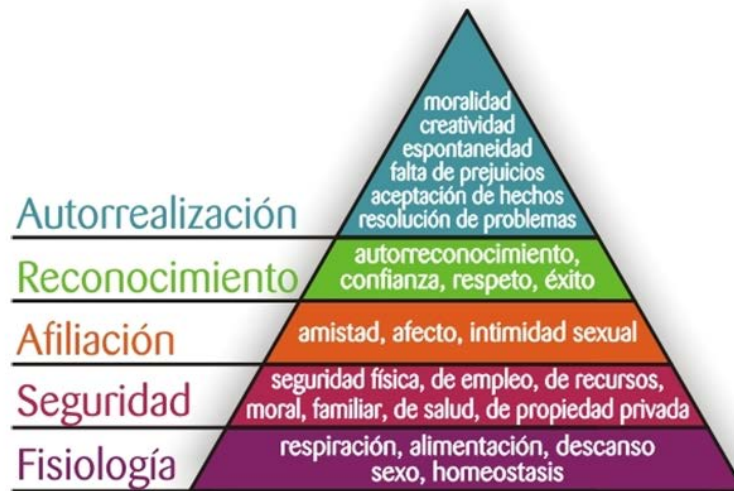 moralidad
creatividad
espontaneidad
falta de prejuicios
aceptación de hechos
resolución de problemas
Autorrealización
autorreconocimiento,
confianza, respeto, éxito
Reconocimiento
amistad, afecto, intimidad sexual
Afiliación
seguridad física, de empleo, de recursos,
moral, familiar, de salud, de propiedad privada
Seguridad
respiración, alimentación, descanso
sexo, homeostasis
Fisiología